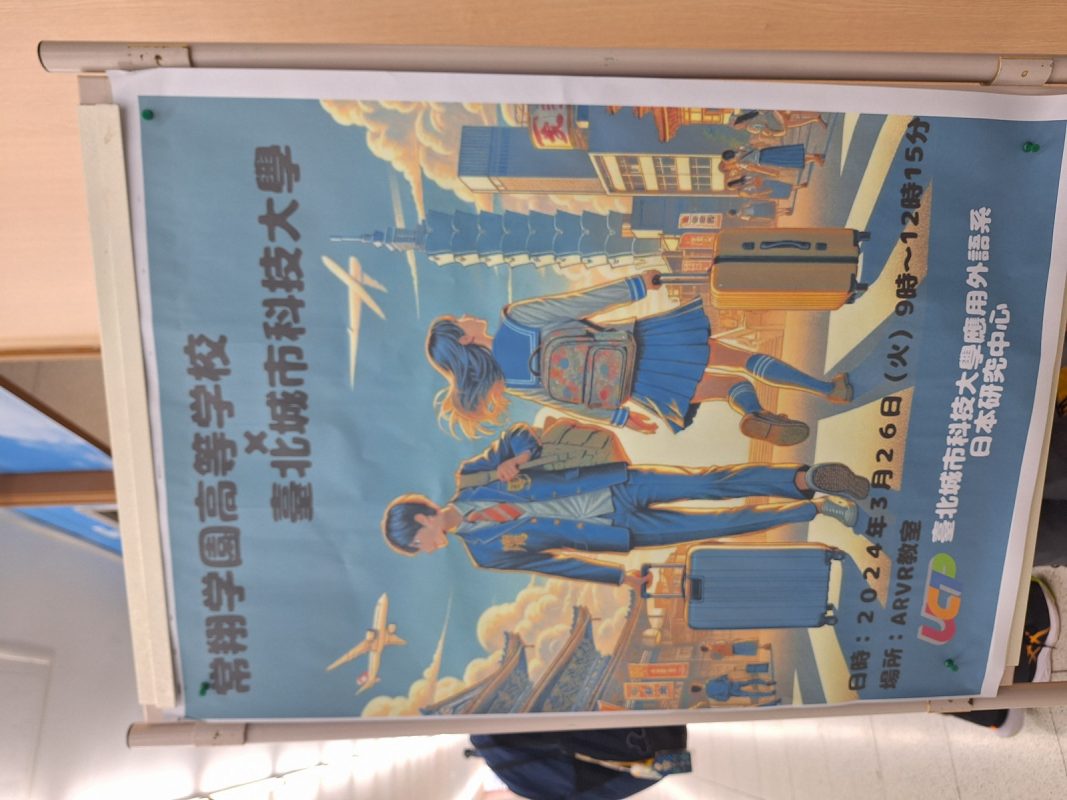 常翔学園高等学校
×
臺北城市科技大學
日時：2024年3月26日（火）9時～12時15分
場所：ARVR教室
臺北城市科技大學應用外語系
日本研究中心